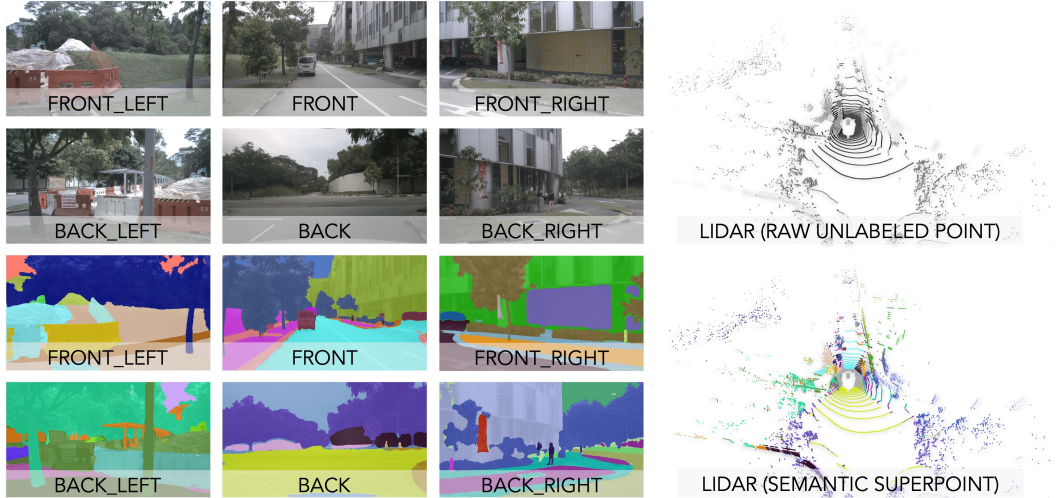 FRONT_LEFT
FRONT
FRONT_RIGHT
BACK_LEFT
BACK
BACK_RIGHT
LIDAR (RAW UNLABELED POINT)
FRONT_LEFT
FRONT
FRONT_RIGHT
BACK_LEFT
BACK
BACK_RIGHT
LIDAR (SEMANTIC SUPERPOINT)